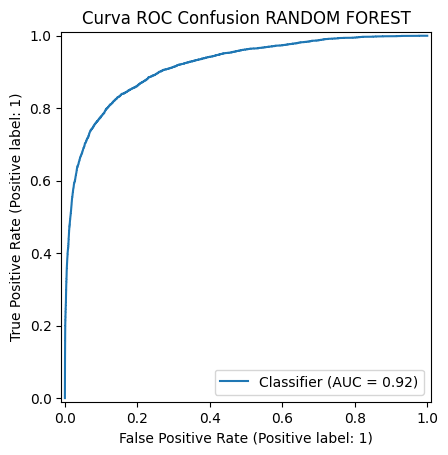 Curva ROC Confusion RANDOM FOREST
True Positive Rate (Positive label: 1)
1.0
0.8
0.6
0.4
0.2
0.0
Classifier (AUC = 0.92)
0.0 0.2 0.4 0.6 0.8 1.0
False Positive Rate (Positive label: 1)